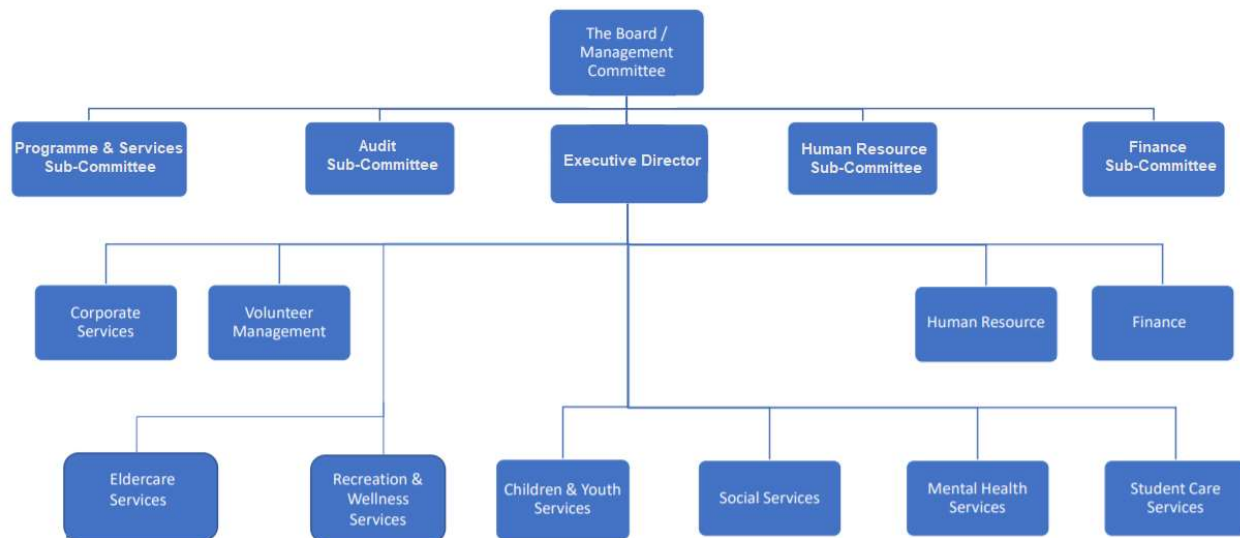 The Board /
Management
Committee
Programme & Services
Sub-Committee
Audit
Sub-Committee
Executive Director
Human Resource
Sub-Committee
Finance
Sub-Committee
Corporate
Services
Volunteer
Management
Human Resource
Finance
Eldercare
Services
Recreation &
Wellness
Services
Children & Youth
Services
Social Services
Mental Health
Services
Student Care
Services